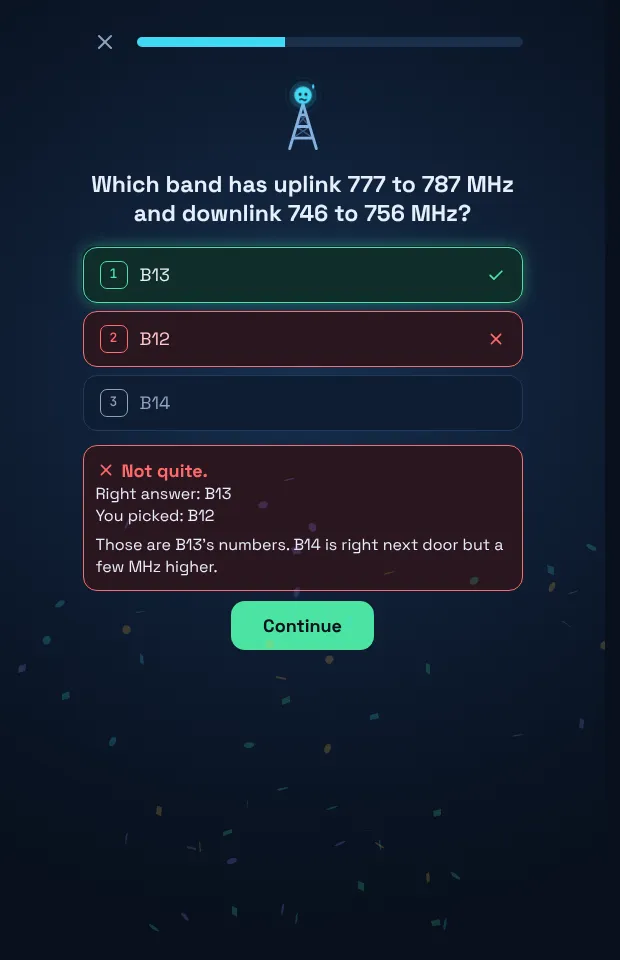 Which band has uplink 777 to 787 MHz
and downlink 746 to 756 MHz?
1 B13
2 B12
3 B14
Not quite.
Right answer: B13
You picked: B12
Those are B13's numbers. B14 is right next door but a
few MHz higher.
Continue